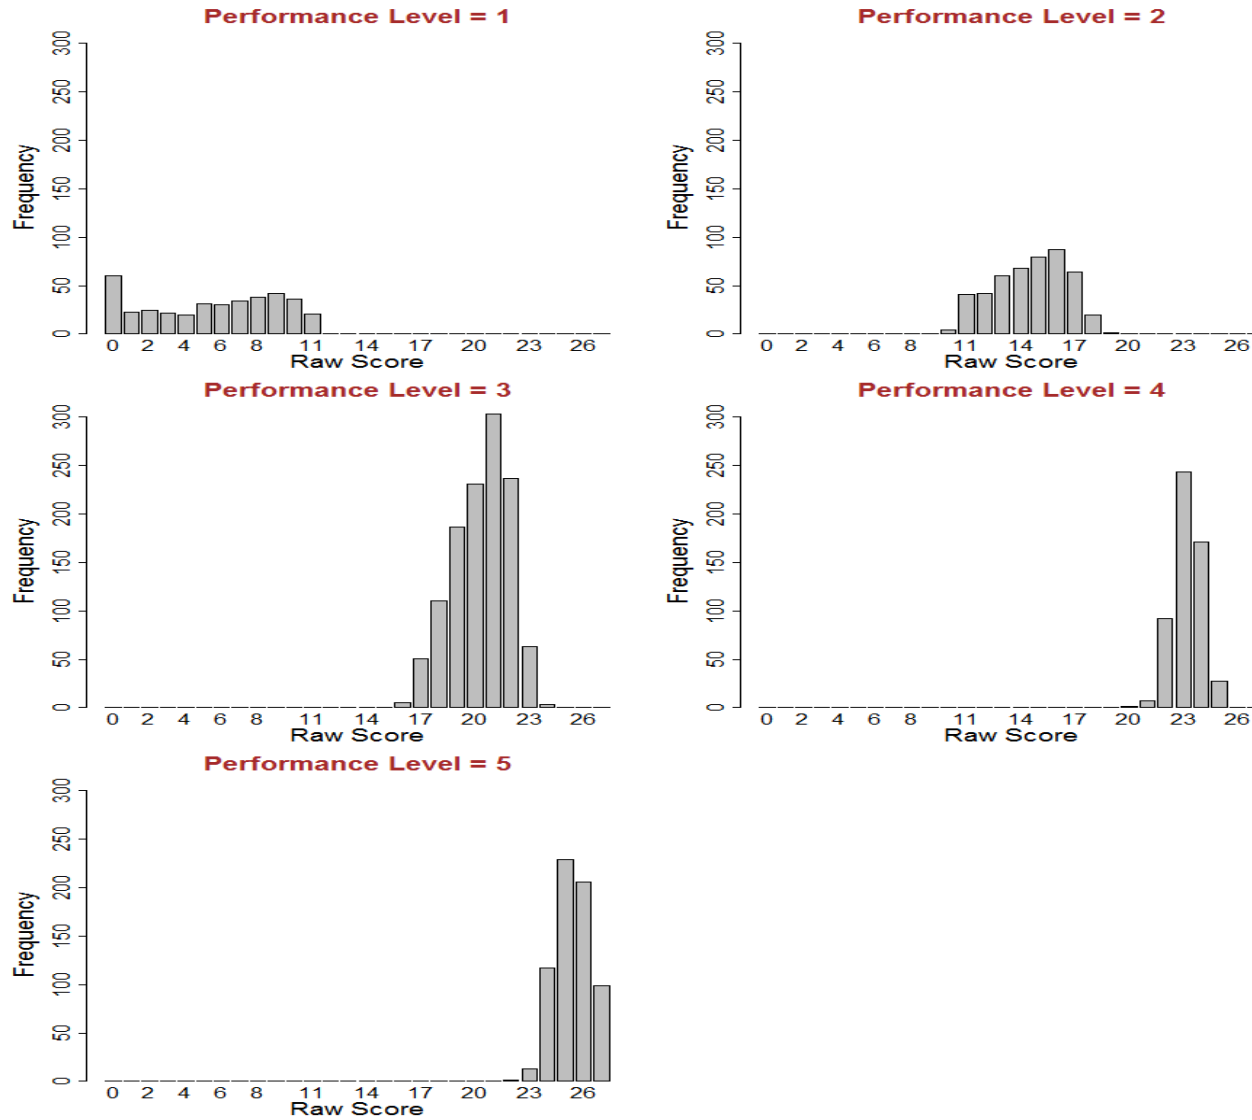 Performance Level = 1
Frequency
0 50 100 150 200 250 300
0 2 4 6 8 11 14 17 20 23 26
Raw Score
Performance Level = 2
Frequency
0 50 100 150 200 250 300
0 2 4 6 8 11 14 17 20 23 26
Raw Score
Performance Level = 3
Frequency
0 50 100 150 200 250 300
0 2 4 6 8 11 14 17 20 23 26
Raw Score
Performance Level = 4
Frequency
0 50 100 150 200 250 300
0 2 4 6 8 11 14 17 20 23 26
Raw Score
Performance Level = 5
Frequency
0 50 100 150 200 250 300
0 2 4 6 8 11 14 17 20 23 26
Raw Score